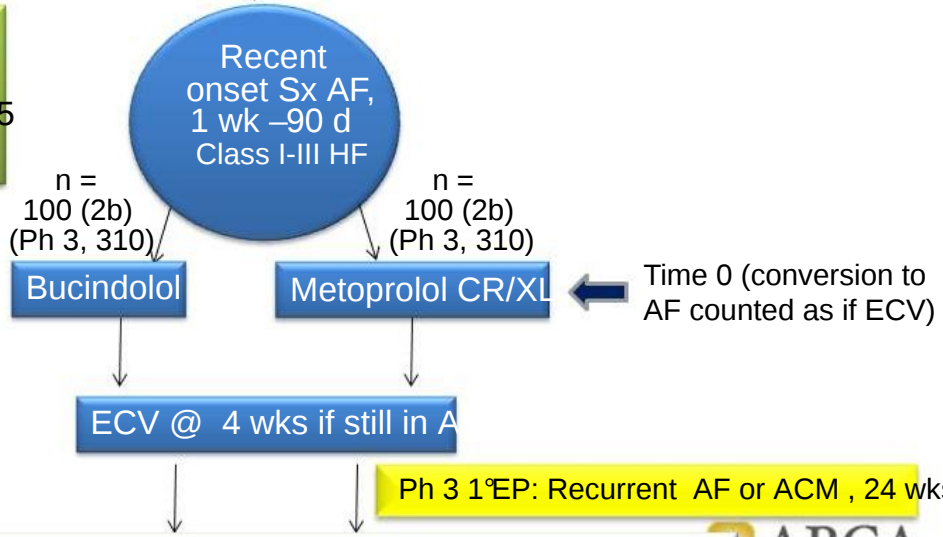 5
Recent
onset Sx AF,
1 wk –90 d
Class I-III HF
n =
100 (2b)
(Ph 3, 310)
n =
100 (2b)
(Ph 3, 310)
Bucindolol
Metoprolol CR/XL
Time 0 (conversion to
AF counted as if ECV)
ECV @ 4 wks if still in A
Ph 3 1°EP: Recurrent AF or ACM , 24 wks